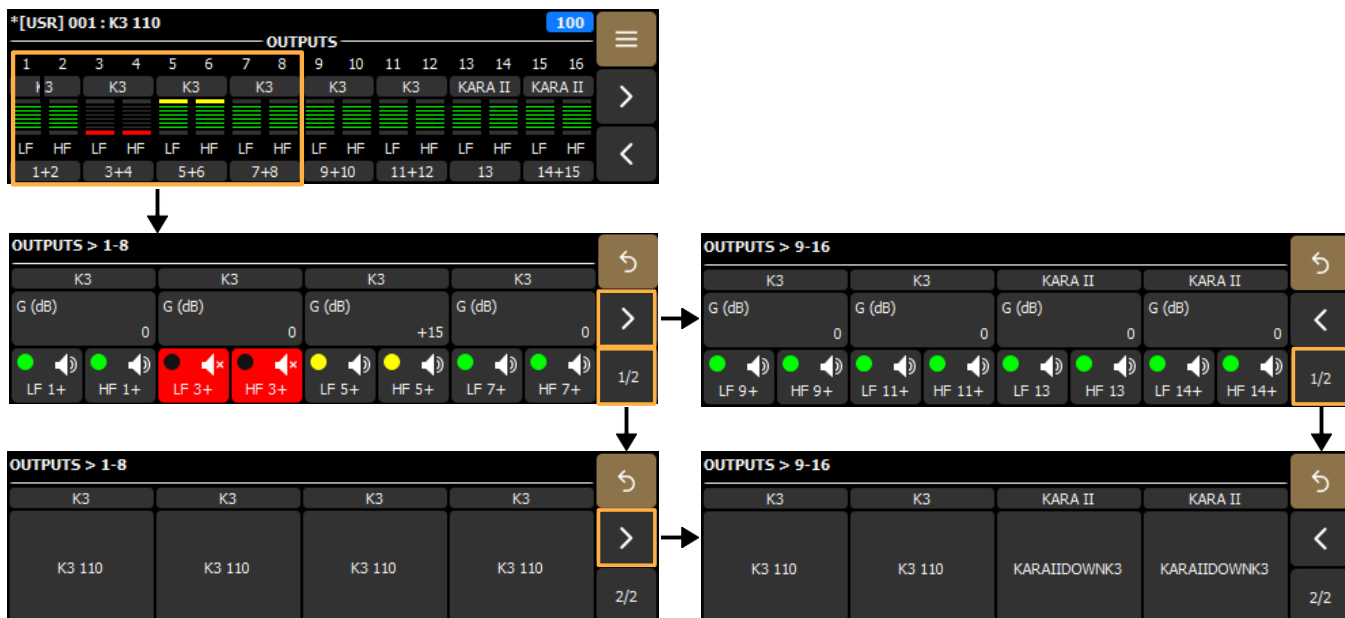 *[USR] 001 : K3 110 100
OUTPUTS
1 2 3 4 5 6 7 8 9 10 11 12 13 14 15 16
K3 K3 K3 K3 K3 K3 KARA II KARA II
LF HF LF HF LF HF LF HF LF HF LF HF LF HF LF HF
1+2 3+4 5+6 7+8 9+10 11+12 13 14+15
OUTPUTS > 1-8
K3 K3 K3 K3
G (dB) G (dB) G (dB) G (dB)
0 0 +15 0
LF 1+ HF 1+ LF 3+ HF 3+ LF 5+ HF 5+ LF 7+ HF 7+
1/2
OUTPUTS > 9-16
K3 K3 KARA II KARA II
G (dB) G (dB) G (dB) G (dB)
0 0 0 0
LF 9+ HF 9+ LF 11+ HF 11+ LF 13 HF 13 LF 14+ HF 14+
1/2
OUTPUTS > 1-8
K3 K3 K3 K3
K3 110 K3 110 K3 110 K3 110
2/2
OUTPUTS > 9-16
K3 K3 KARA II KARA II
K3 110 K3 110 KARAIIDOWNK3 KARAIIDOWNK3
2/2